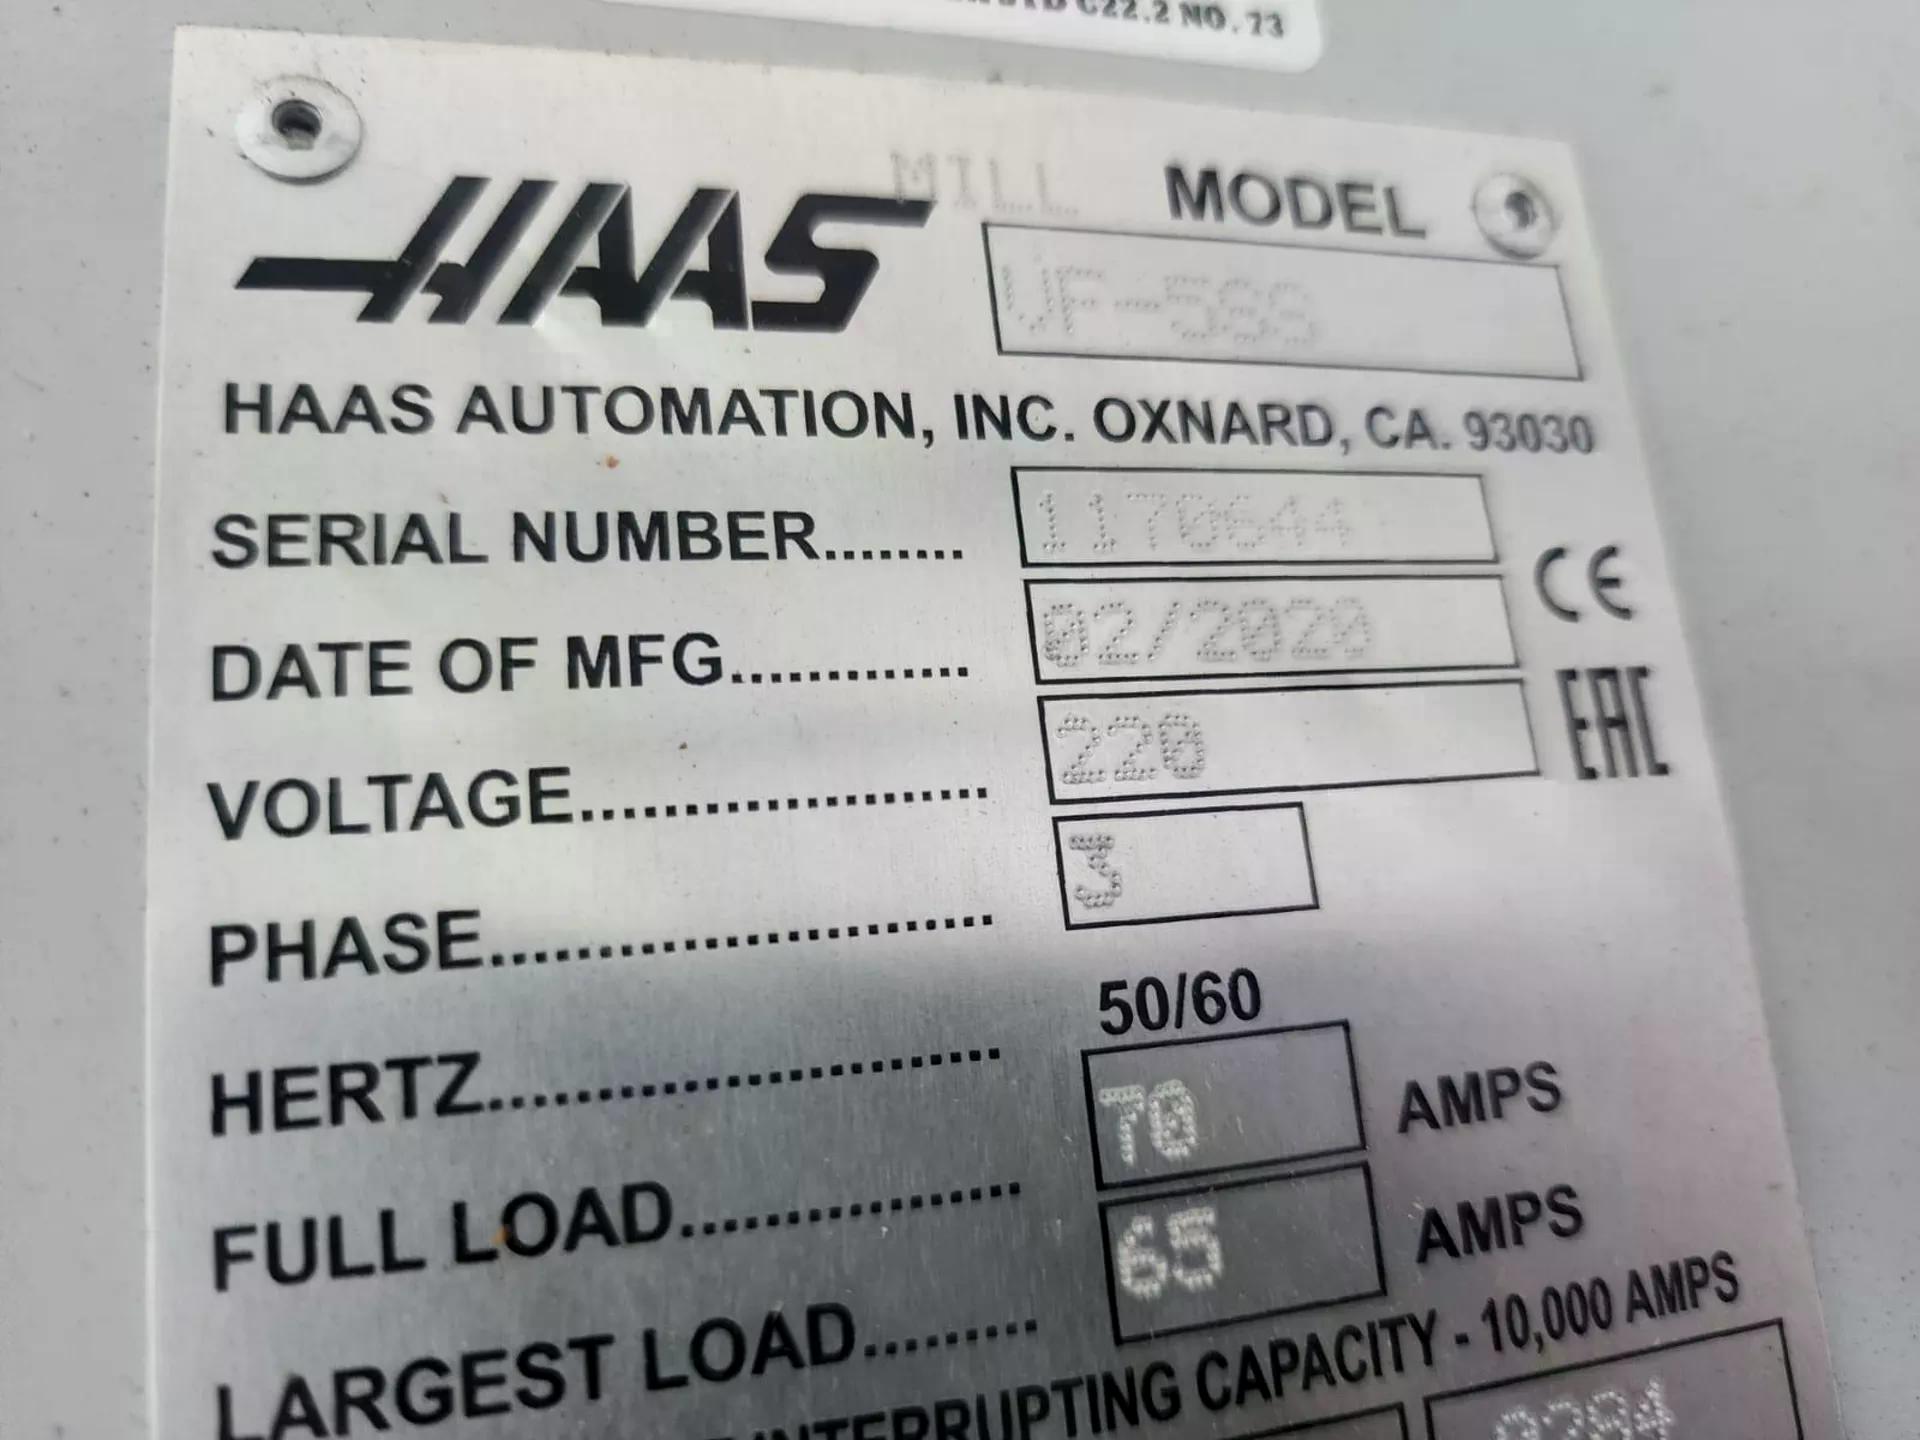 C22.2 NO. 73
MILL MODEL
HAAS VF-5SS
HAAS AUTOMATION, INC. OXNARD, CA. 93030
SERIAL NUMBER........ 1170644
CE
DATE OF MFG............ 02/2020
EAC
VOLTAGE................... 220
PHASE........................ 3
HERTZ........................ 50/60
FULL LOAD................ 70 AMPS
LARGEST LOAD......... 65 AMPS
INTERRUPTING CAPACITY - 10,000 AMPS